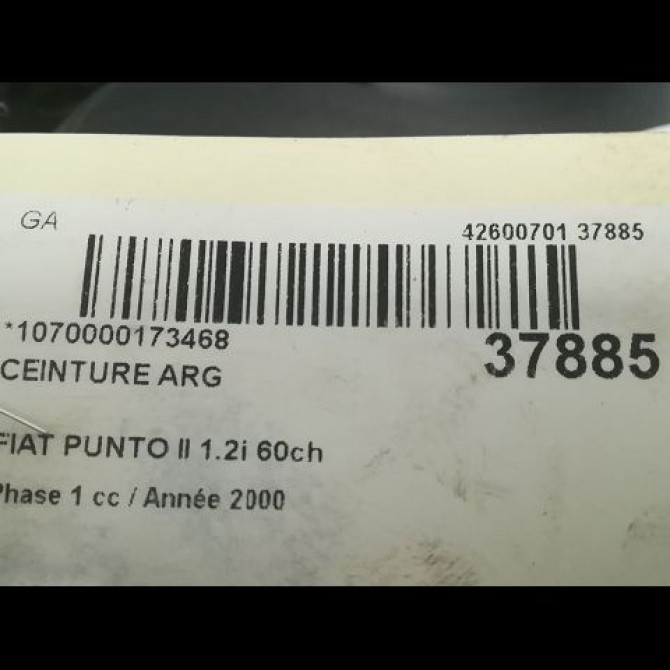 GA
42600701 37885
*1070000173468
37885
CEINTURE ARG
FIAT PUNTO II 1.2i 60ch
Phase 1 cc / Année 2000